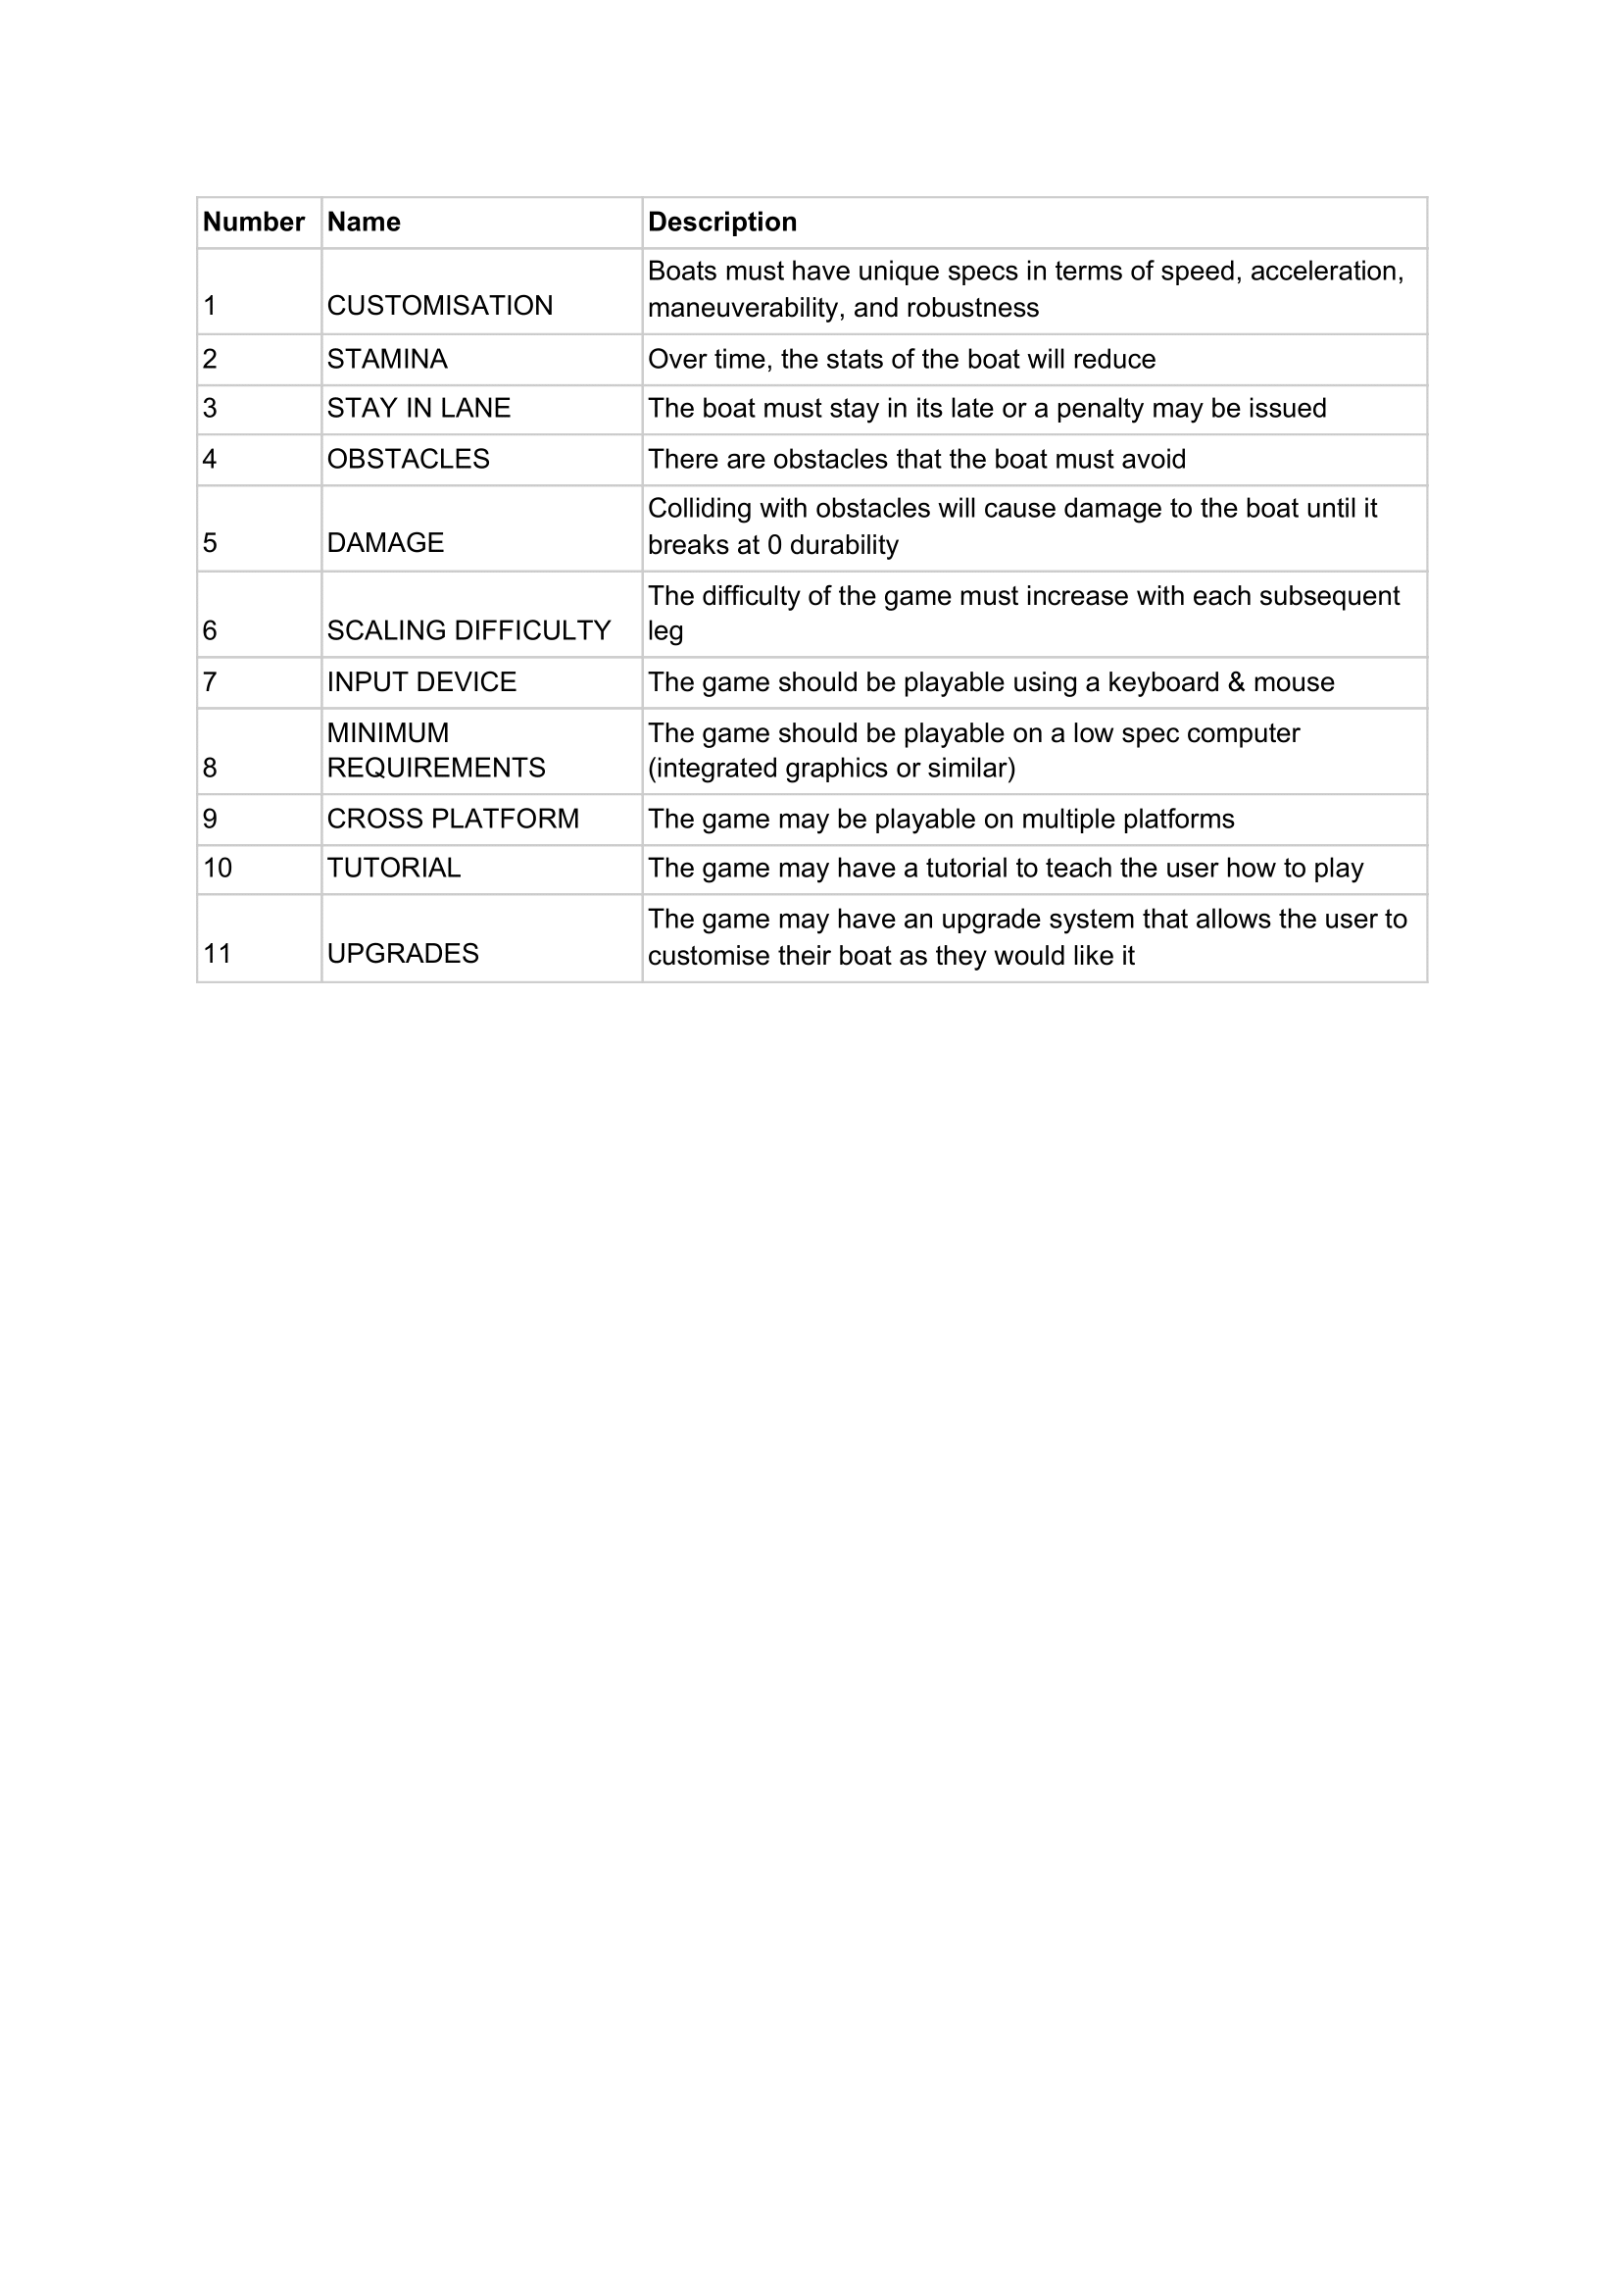 Number Name Description
Boats must have unique specs in terms of speed, acceleration,
1 CUSTOMISATION maneuverability, and robustness
2 STAMINA Over time, the stats of the boat will reduce
3 STAY IN LANE The boat must stay in its late or a penalty may be issued
4 OBSTACLES There are obstacles that the boat must avoid
Colliding with obstacles will cause damage to the boat until it
5 DAMAGE breaks at 0 durability
The difficulty of the game must increase with each subsequent
6 SCALING DIFFICULTY leg
7 INPUT DEVICE The game should be playable using a keyboard & mouse
MINIMUM The game should be playable on a low spec computer
8 REQUIREMENTS (integrated graphics or similar)
9 CROSS PLATFORM The game may be playable on multiple platforms
10 TUTORIAL The game may have a tutorial to teach the user how to play
The game may have an upgrade system that allows the user to
11 UPGRADES customise their boat as they would like it